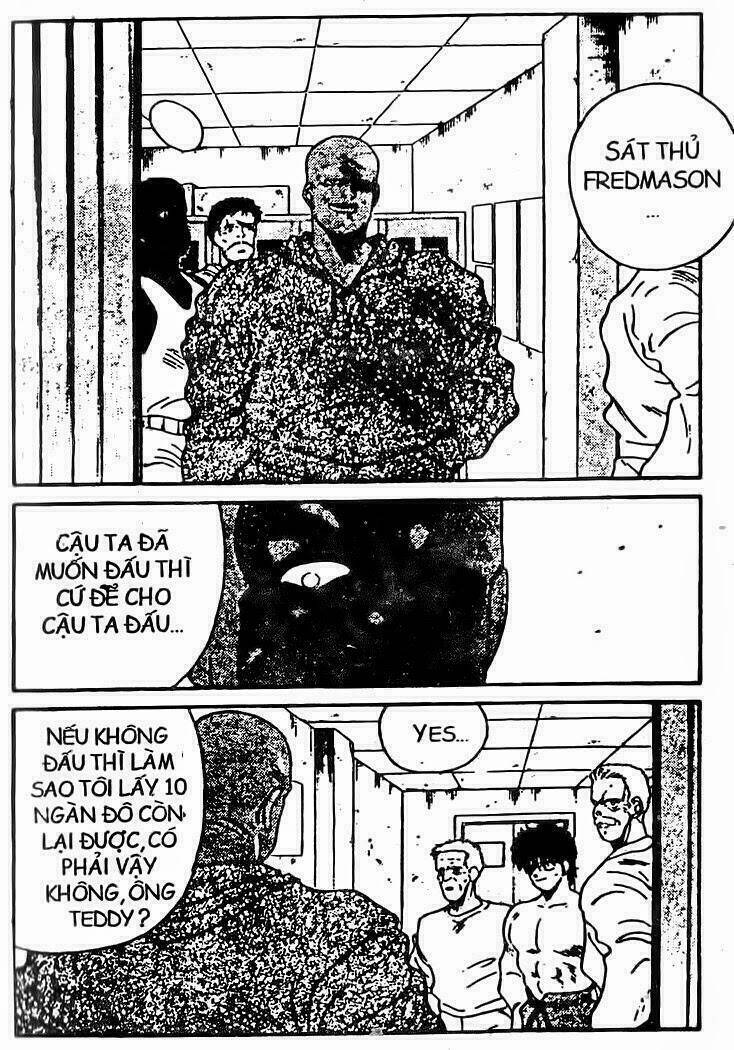 SÁT THỦ
FREDMASON
...
CẬU TA ĐÃ
MUỐN ĐẤU THÌ
CỨ ĐỂ CHO
CẬU TA ĐẤU...
YES...
NẾU KHÔNG
ĐẤU THÌ LÀM
SAO TÔI LẤY 10
NGÀN ĐÔ CÒN
LẠI ĐƯỢC, CÓ
PHẢI VẬY
KHÔNG, ÔNG
TEDDY?